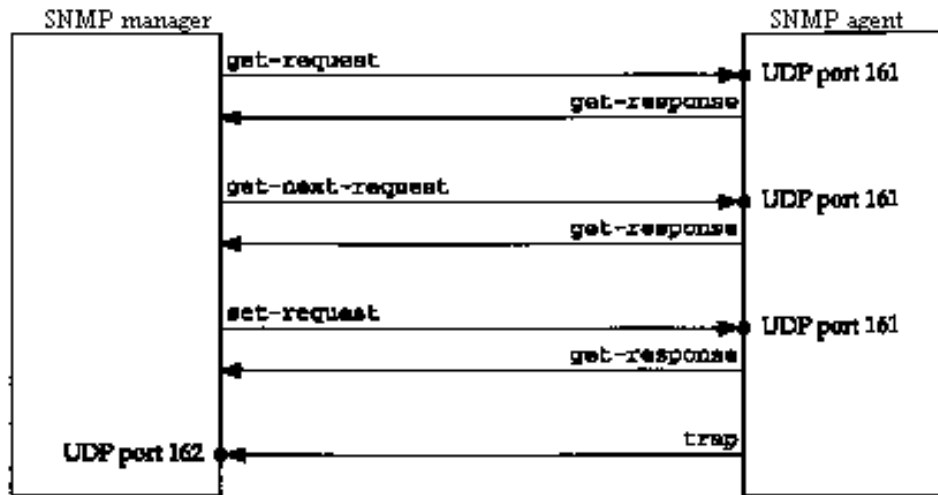 SNMP manager
SNMP agent
get-request
UDP port 161
get-response
get-next-request
UDP port 161
get-response
set-request
UDP port 161
get-response
trap
UDP port 162